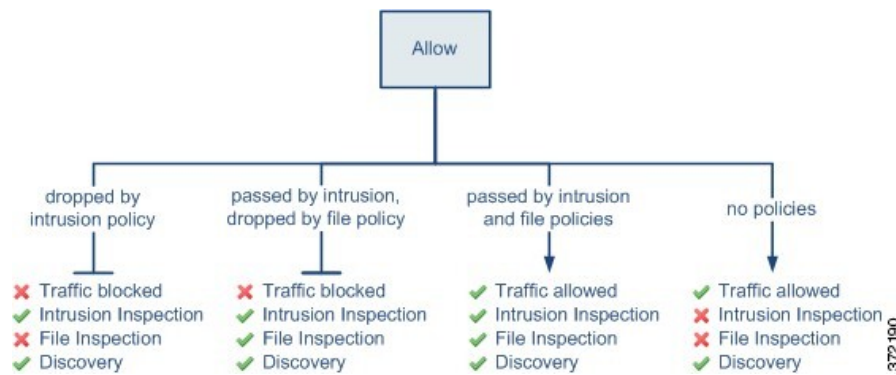 Allow
dropped by
intrusion policy
passed by intrusion,
dropped by file policy
passed by intrusion
and file policies
no policies
Traffic blocked
Intrusion Inspection
File Inspection
Discovery
Traffic blocked
Intrusion Inspection
File Inspection
Discovery
Traffic allowed
Intrusion Inspection
File Inspection
Discovery
Traffic allowed
Intrusion Inspection
File Inspection
Discovery
372190